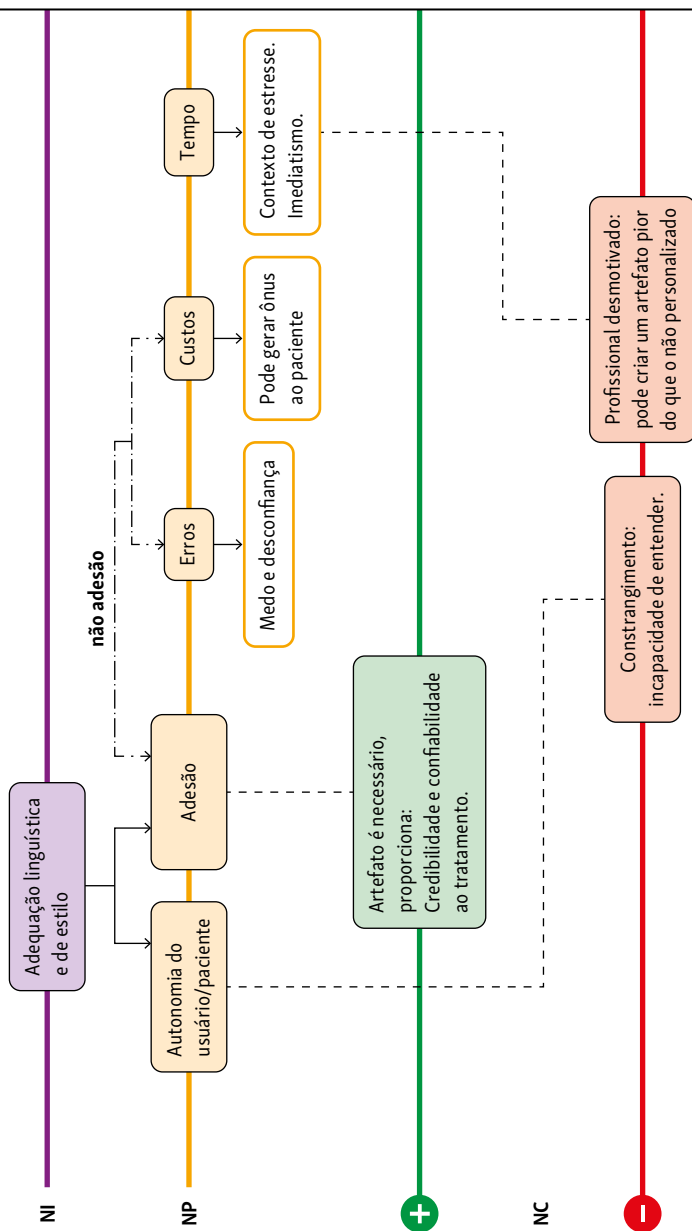 NI
Adequação linguística
e de estilo
não adesão
NP
Autonomia do
usuário/paciente
Adesão
Erros
Custos
Tempo
Medo e desconfiança
Pode gerar ônus
ao paciente
Contexto de estresse.
Imediatismo.
+
Artefato é necessário,
proporciona:
Credibilidade e confiabilidade
ao tratamento.
NC
−
Constrangimento:
incapacidade de entender.
Profissional desmotivado:
pode criar um artefato pior
do que o não personalizado